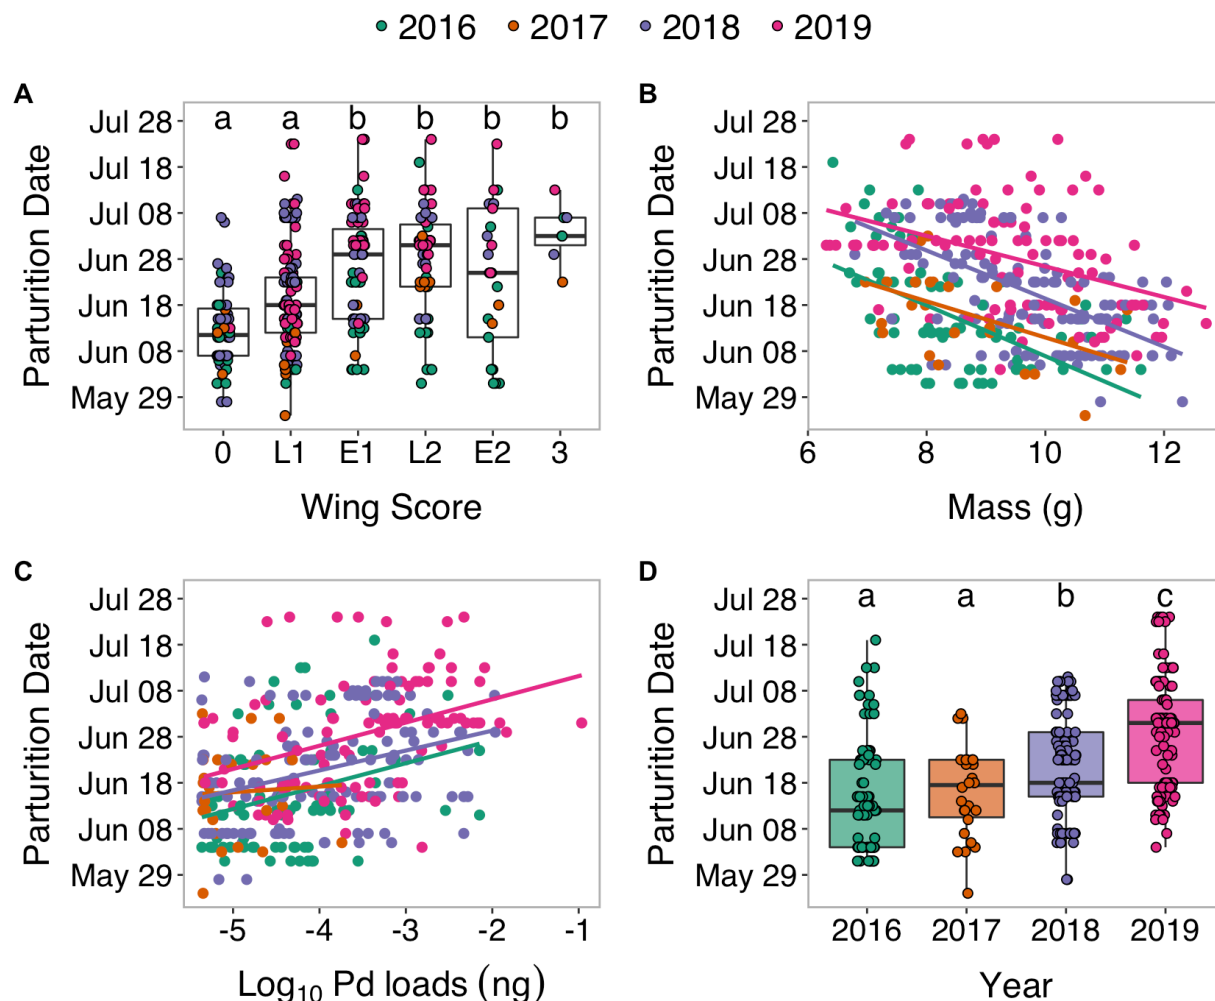 2016 2017 2018 2019
A
a a b b b b
Jul 28
Jul 18
Jul 08
Jun 28
Jun 18
Jun 08
May 29
Parturition Date
0 L1 E1 L2 E2 3
Wing Score
B
Jul 28
Jul 18
Jul 08
Jun 28
Jun 18
Jun 08
May 29
Parturition Date
6 8 10 12
Mass (g)
C
Jul 28
Jul 18
Jul 08
Jun 28
Jun 18
Jun 08
May 29
Parturition Date
-5 -4 -3 -2 -1
Log₁₀ Pd loads (ng)
D
a a b c
Jul 28
Jul 18
Jul 08
Jun 28
Jun 18
Jun 08
May 29
Parturition Date
2016 2017 2018 2019
Year